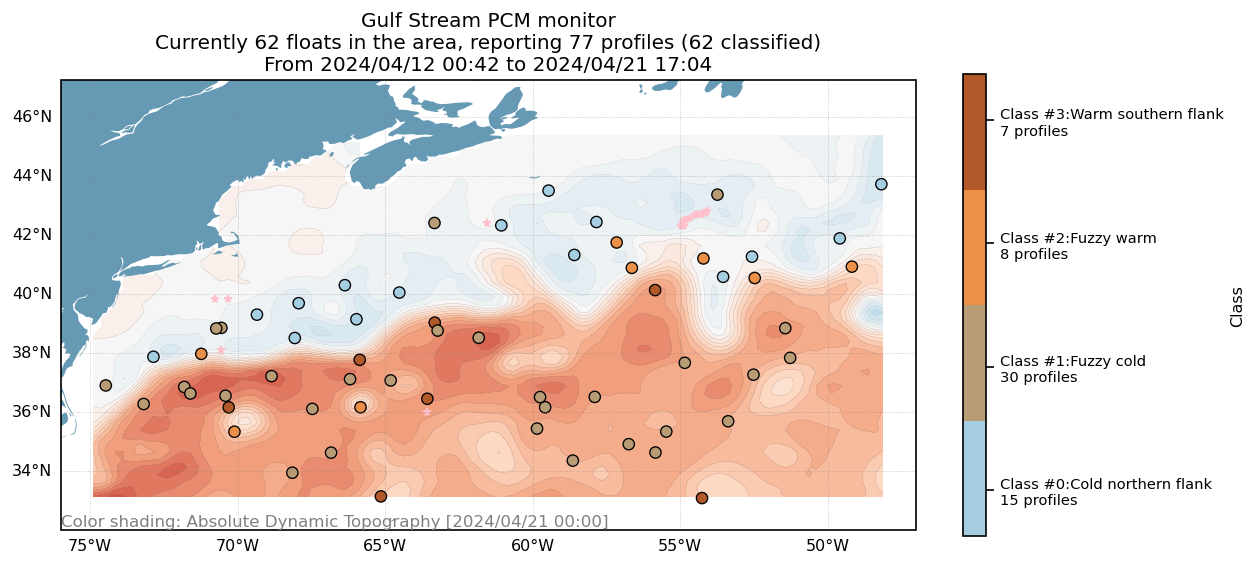 Gulf Stream PCM monitor
Currently 62 floats in the area, reporting 77 profiles (62 classified)
From 2024/04/12 00:42 to 2024/04/21 17:04
46°N
44°N
42°N
40°N
38°N
36°N
34°N
Color shading: Absolute Dynamic Topography [2024/04/21 00:00]
75°W
70°W
65°W
60°W
55°W
50°W
Class #3:Warm southern flank
7 profiles
Class #2:Fuzzy warm
8 profiles
Class #1:Fuzzy cold
30 profiles
Class #0:Cold northern flank
15 profiles
Class